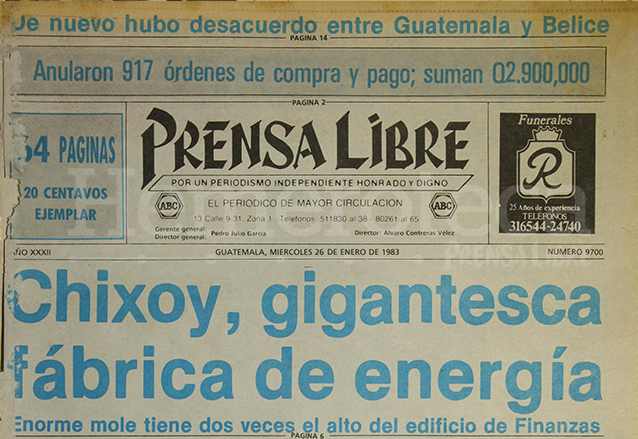 De nuevo hubo desacuerdo entre Guatemala y Belice
PAGINA 14
Anularon 917 órdenes de compra y pago; suman Q2.900,000
PAGINA 2
64 PAGINAS
20 CENTAVOS
EJEMPLAR
PRENSA LIBRE
POR UN PERIODISMO INDEPENDIENTE HONRADO Y DIGNO
ABC
EL PERIODICO DE MAYOR CIRCULACION
ABC
13 Calle 9-31, Zona 1 Telefonos -511830 al 38 - 80261 al 65
Gerente general: Pedro Julio García
Director general: Director: Alvaro Contreras Vélez
Funerales
R
25 Años de experiencia
TELEFONOS
316544-24740
AÑO XXXII
GUATEMALA, MIERCOLES 26 DE ENERO DE 1983
NUMERO 9700
Chixoy, gigantesca
fábrica de energía
Enorme mole tiene dos veces el alto del edificio de Finanzas
PAGINA 6
Hemeroteca
PRENSA LIBRE